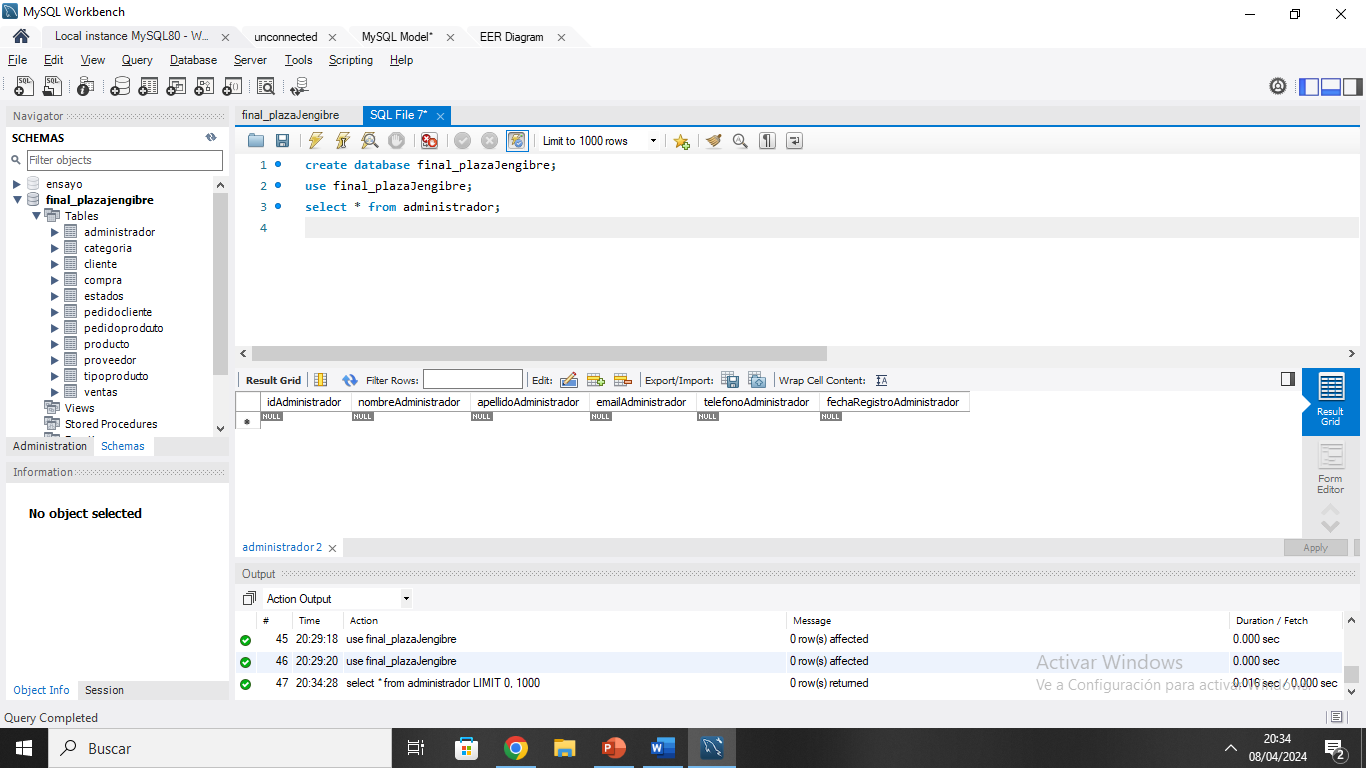 MySQL Workbench
Local instance MySQL80 - W... unconnected MySQL Model* EER Diagram
File Edit View Query Database Server Tools Scripting Help
Navigator
SCHEMAS
Filter objects
ensayo
final_plazajengibre
Tables
administrador
categoria
cliente
compra
estados
pedidocliente
pedidoprodcuto
producto
proveedor
tipoproducto
ventas
Views
Stored Procedures
Administration Schemas
Information
No object selected
Object Info Session
final_plazaJengibre SQL File 7*
Limit to 1000 rows
1 create database final_plazaJengibre;
2 use final_plazaJengibre;
3 select * from administrador;
4
Result Grid Filter Rows: Edit: Export/Import: Wrap Cell Content:
idAdministrador nombreAdministrador apellidoAdministrador emailAdministrador telefonoAdministrador fechaRegistroAdministrador
NULL NULL NULL NULL NULL NULL
Result
Grid
Form
Editor
administrador 2
Apply
Output
Action Output
# Time Action Message Duration / Fetch
45 20:29:18 use final_plazaJengibre 0 row(s) affected 0.000 sec
46 20:29:20 use final_plazaJengibre 0 row(s) affected 0.000 sec
47 20:34:28 select * from administrador LIMIT 0, 1000 0 row(s) returned 0.016 sec / 0.000 sec
Activar Windows
Ve a Configuración para activar Windows.
Query Completed
Buscar
20:34
08/04/2024
2